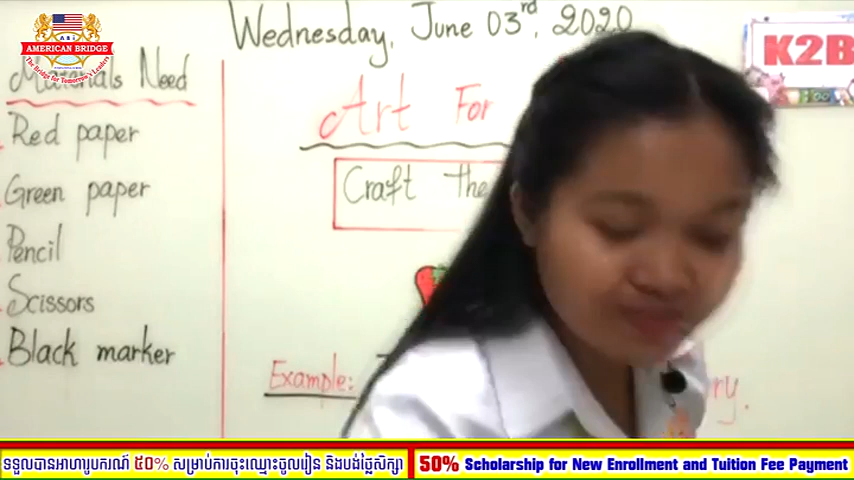 AMERICAN BRIDGE
The Bridge for Tomorrow's Leaders
Wednesday, June 03rd, 2020
K2B
Materials Need
Red paper
Green paper
Pencil
Scissors
Black marker
Art For
Craft the
Example:
ry.
ទទួលបានអាហារូបករណ៍ ៥០% សម្រាប់ការចុះឈ្មោះចូលរៀន និងបង់ថ្លៃសិក្សា
50% Scholarship for New Enrollment and Tuition Fee Payment